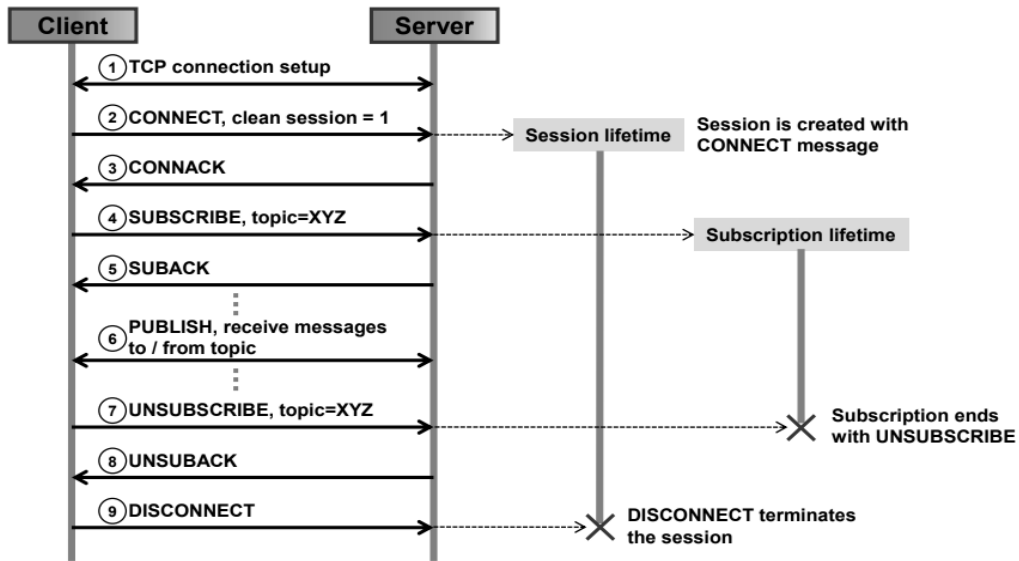 Client
Server
1 TCP connection setup
2 CONNECT, clean session = 1
Session lifetime
Session is created with
CONNECT message
3 CONNACK
4 SUBSCRIBE, topic=XYZ
Subscription lifetime
5 SUBACK
6 PUBLISH, receive messages
to / from topic
7 UNSUBSCRIBE, topic=XYZ
Subscription ends
with UNSUBSCRIBE
8 UNSUBACK
9 DISCONNECT
DISCONNECT terminates
the session